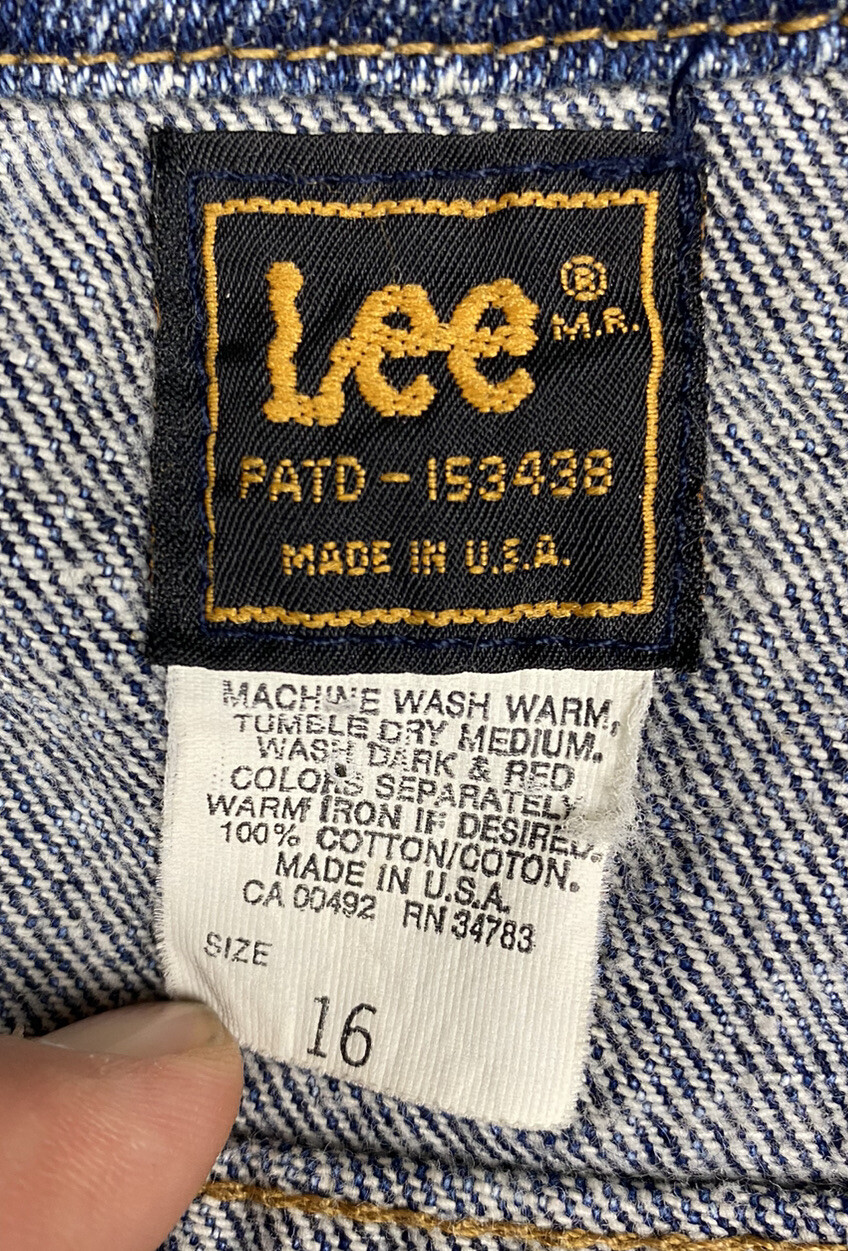 Lee®
M.R.
PATD-153438
MADE IN U.S.A.
MACHINE WASH WARM,
TUMBLE DRY MEDIUM.
WASH DARK & RED
COLORS SEPARATELY
WARM IRON IF DESIRED.
100% COTTON/COTON.
MADE IN U.S.A.
CA 00492 RN 34783
SIZE
16